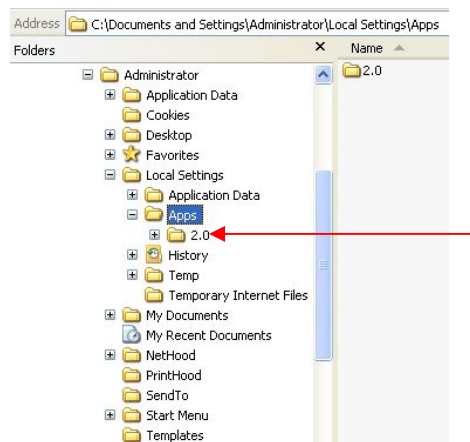 Address C:\Documents and Settings\Administrator\Local Settings\Apps
Folders
Name
Administrator
2.0
Application Data
Cookies
Desktop
Favorites
Local Settings
Application Data
Apps
2.0
History
Temp
Temporary Internet Files
My Documents
My Recent Documents
NetHood
PrintHood
SendTo
Start Menu
Templates